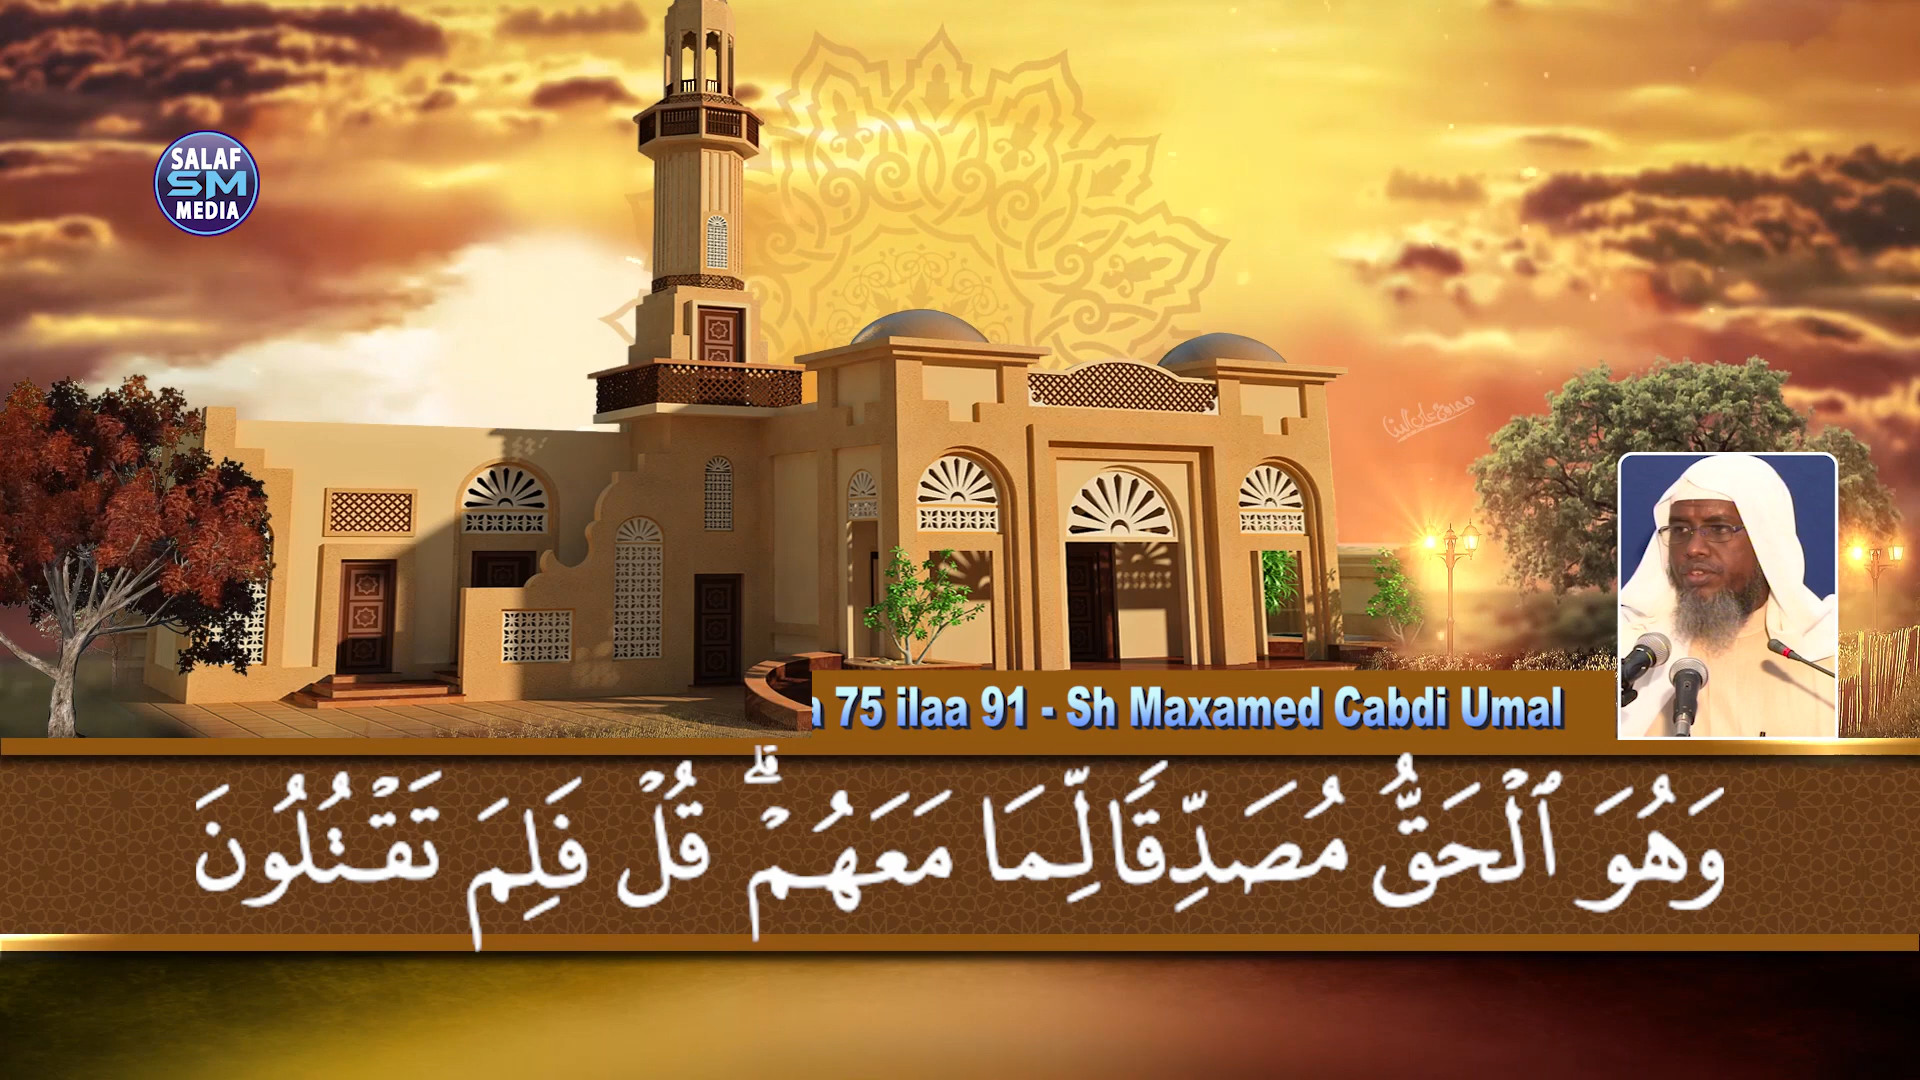 SALAF
SM
MEDIA
75 ilaa 91 - Sh Maxamed Cabdi Umal
وَهُوَ ٱلْحَقُّ مُصَدِّقًا لِّمَا مَعَهُمْ ۗ قُلْ فَلِمَ تَقْتُلُونَ